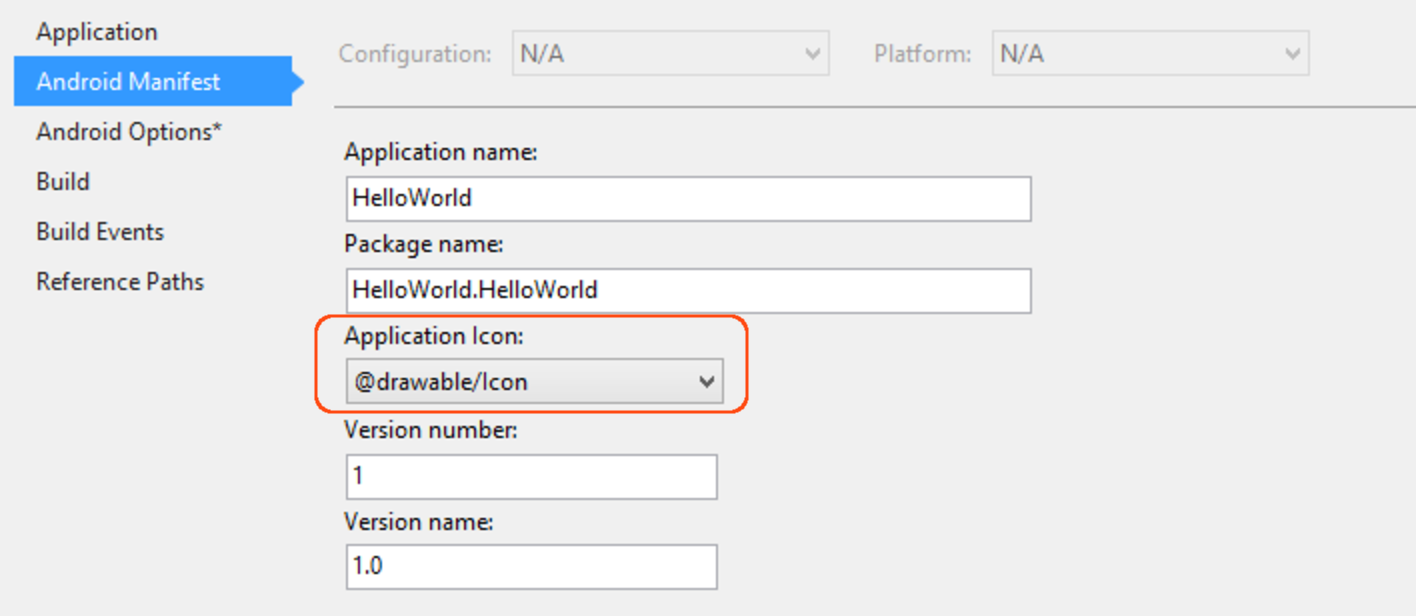 Application
Android Manifest
Android Options*
Build
Build Events
Reference Paths
Configuration: N/A Platform: N/A
Application name:
HelloWorld
Package name:
HelloWorld.HelloWorld
Application Icon:
@drawable/Icon
Version number:
1
Version name:
1.0